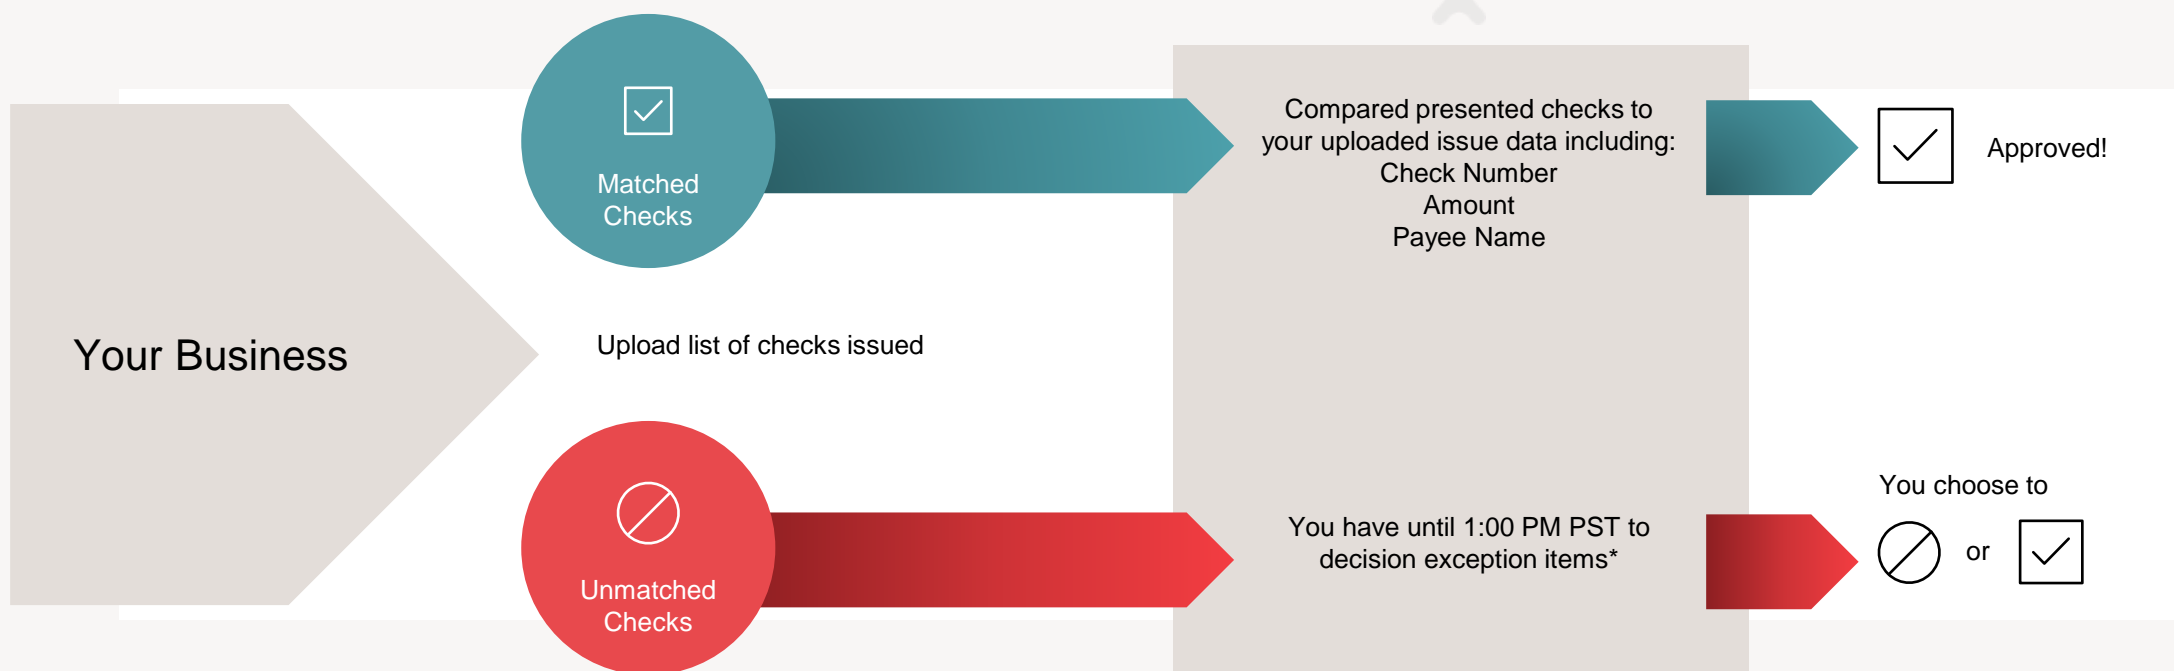 Your Business
Matched
Checks
Upload list of checks issued
Unmatched
Checks
Compared presented checks to
your uploaded issue data including:
Check Number
Amount
Payee Name
You have until 1:00 PM PST to
decision exception items*
Approved!
You choose to
or